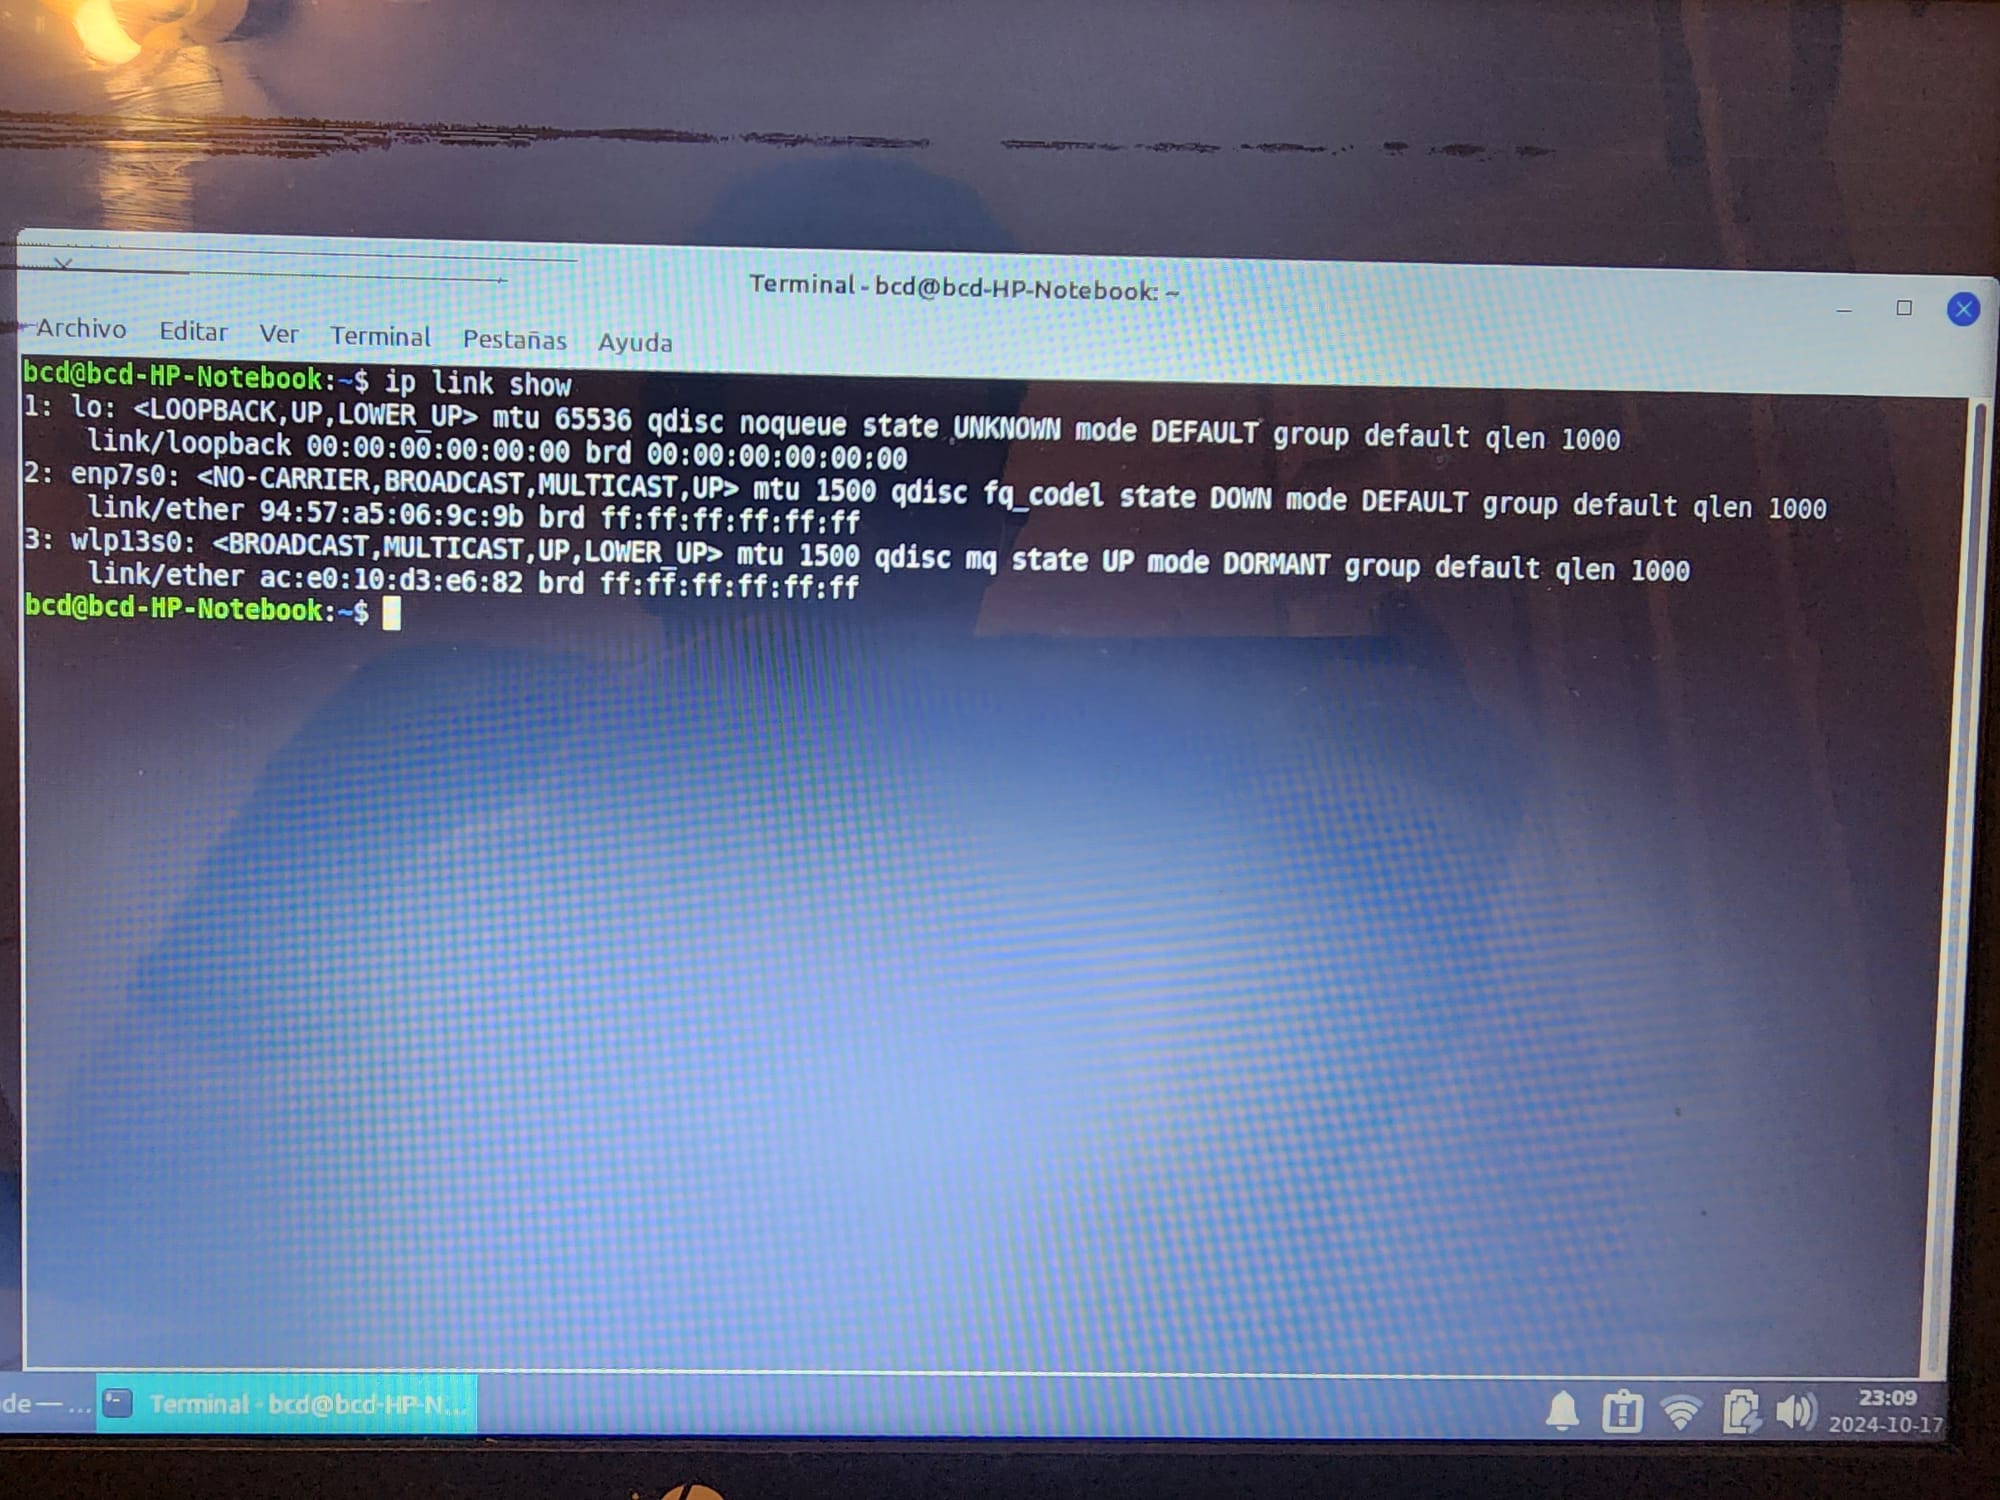 Terminal - bcd@bcd-HP-Notebook: ~
Archivo Editar Ver Terminal Pestañas Ayuda
bcd@bcd-HP-Notebook:~$ ip link show
1: lo: <LOOPBACK,UP,LOWER_UP> mtu 65536 qdisc noqueue state UNKNOWN mode DEFAULT group default qlen 1000
    link/loopback 00:00:00:00:00:00 brd 00:00:00:00:00:00
2: enp7s0: <NO-CARRIER,BROADCAST,MULTICAST,UP> mtu 1500 qdisc fq_codel state DOWN mode DEFAULT group default qlen 1000
    link/ether 94:57:a5:06:9c:9b brd ff:ff:ff:ff:ff:ff
3: wlp13s0: <BROADCAST,MULTICAST,UP,LOWER_UP> mtu 1500 qdisc mq state UP mode DORMANT group default qlen 1000
    link/ether ac:e0:10:d3:e6:82 brd ff:ff:ff:ff:ff:ff
bcd@bcd-HP-Notebook:~$
de — ... Terminal - bcd@bcd-HP-N... 23:09
2024-10-17